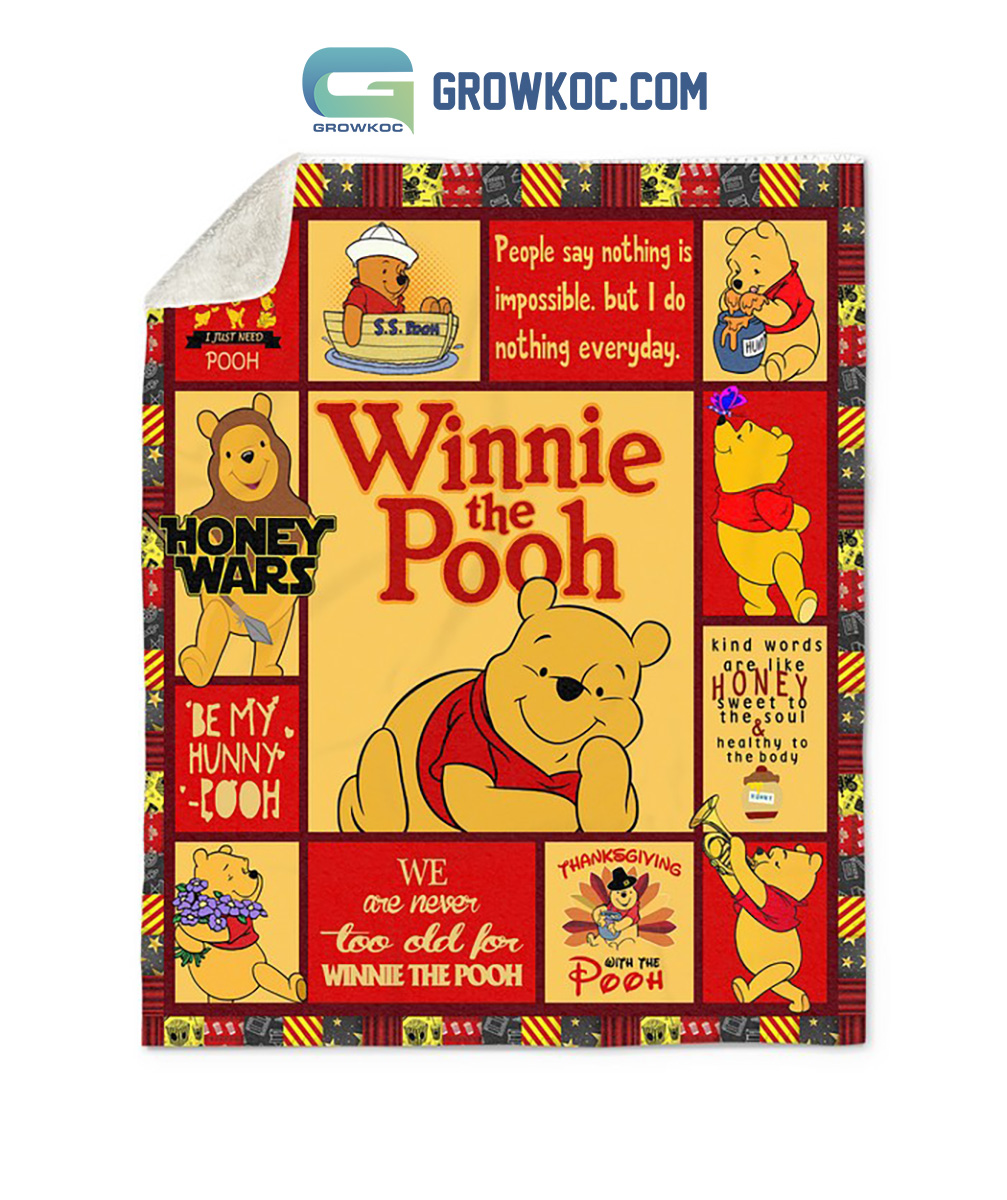 GROWKOC
GROWKOC.COM
I JUST NEED
POOH
S.S. POOH
People say nothing is
impossible. but I do
nothing everyday.
HUN
HONEY
WARS
Winnie
the
Pooh
BE MY
HUNNY
-POOH
kind words
are like
HONEY
sweet to
the soul
&
healthy to
the body
HUNNY
WE
are never
too old for
WINNIE THE POOH
THANKSGIVING
WITH THE
POOH